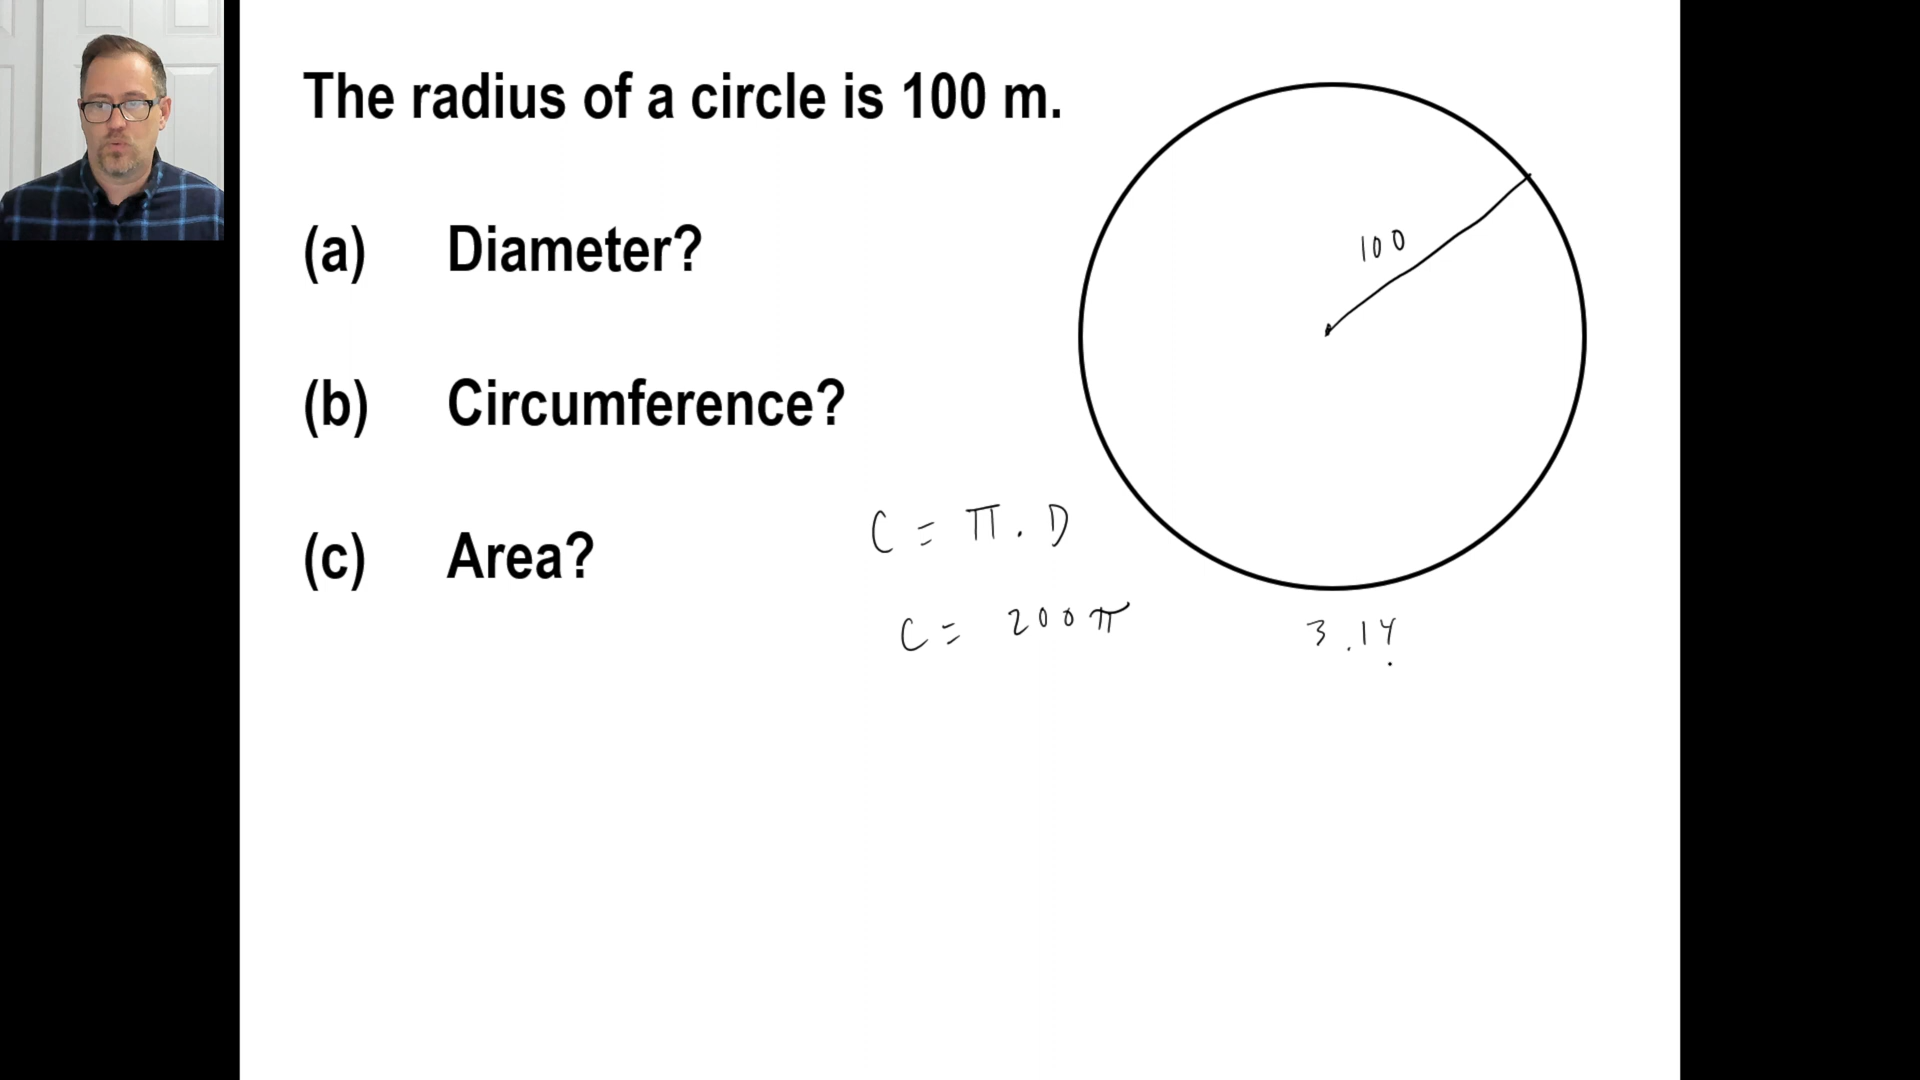 The radius of a circle is 100 m.
100
(a) Diameter?
(b) Circumference?
C = π . D
(c) Area?
C = 200π
3.14